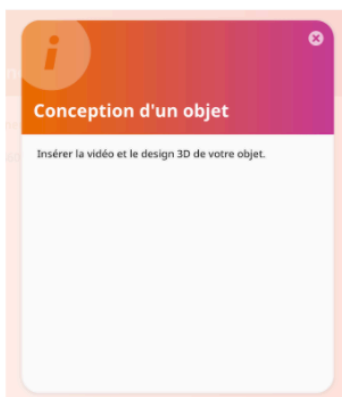 Conception d'un objet
Insérer la vidéo et le design 3D de votre objet.